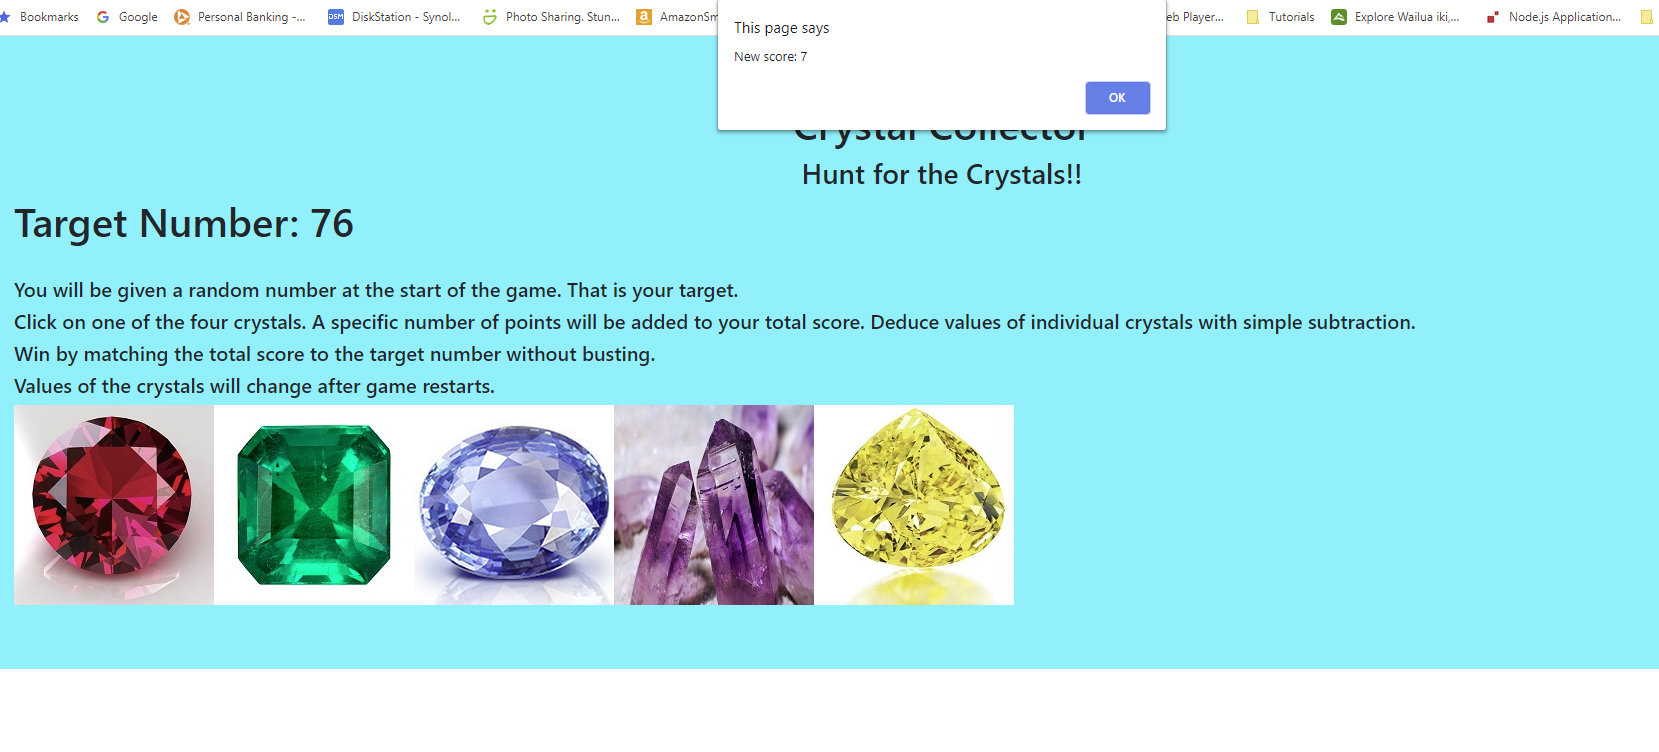 Bookmarks Google Personal Banking -... DSM DiskStation - Synol... Photo Sharing. Stun... a AmazonSm eb Player... Tutorials Explore Wailua iki,... Node.js Application...
This page says
New score: 7
OK
Crystal Collector
Hunt for the Crystals!!
Target Number: 76
You will be given a random number at the start of the game. That is your target.
Click on one of the four crystals. A specific number of points will be added to your total score. Deduce values of individual crystals with simple subtraction.
Win by matching the total score to the target number without busting.
Values of the crystals will change after game restarts.